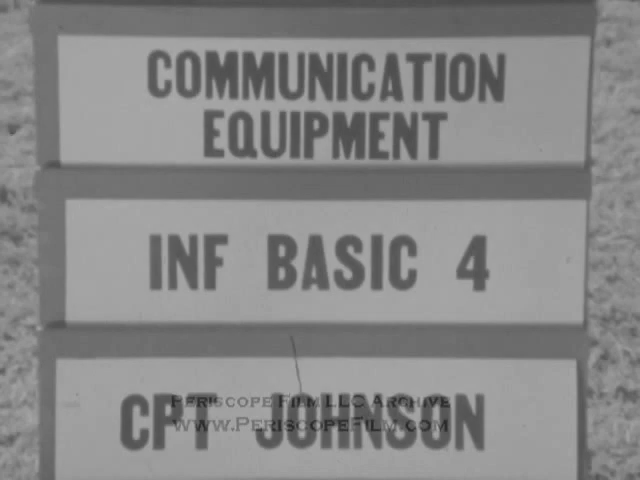 COMMUNICATION
EQUIPMENT
INF BASIC 4
PERISCOPE FILM LLC ARCHIVE
CPT JOHNSON
WWW.PERISCOPEFILM.COM